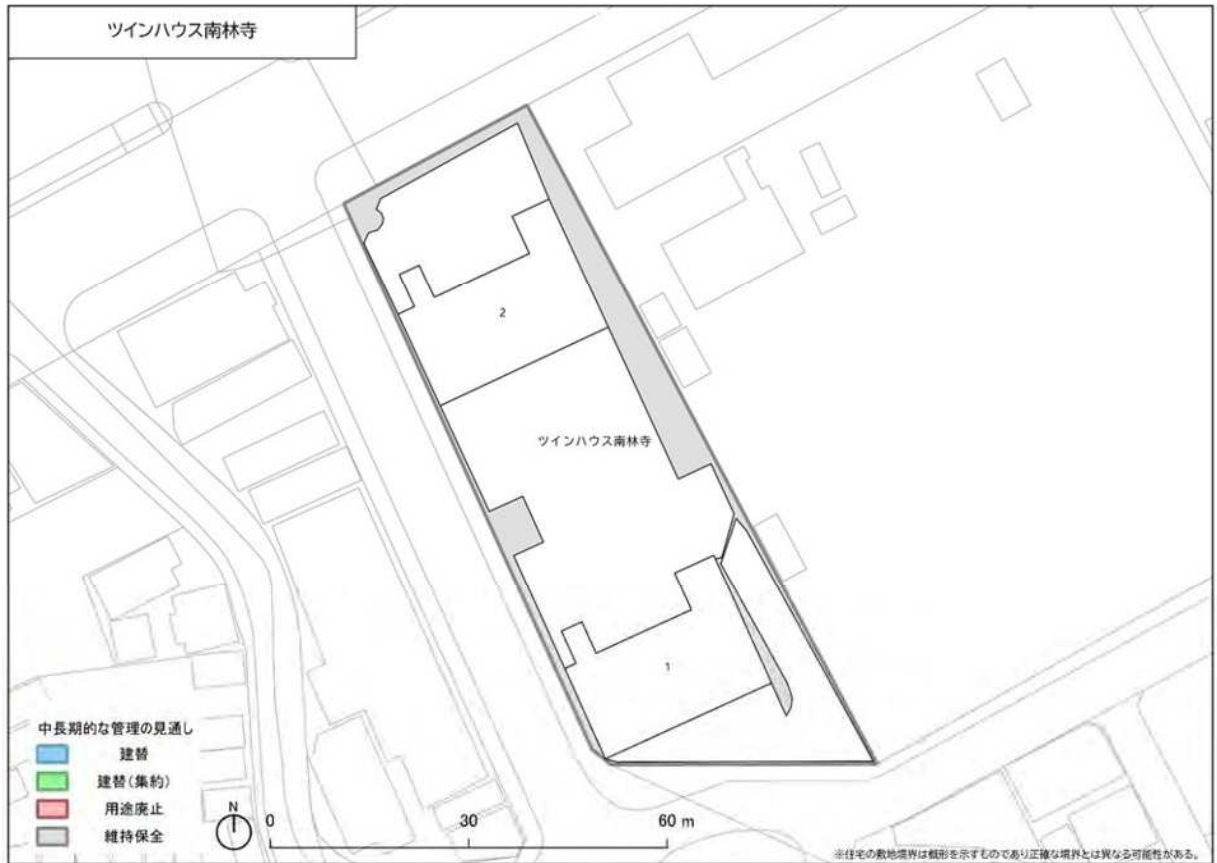 ツインハウス南林寺
2
ツインハウス南林寺
1
中長期的な管理の見通し
建替
建替(集約)
用途廃止
維持保全
N
0 30 60 m
※住宅の敷地境界は概形を示すものであり正確な境界とは異なる可能性がある。